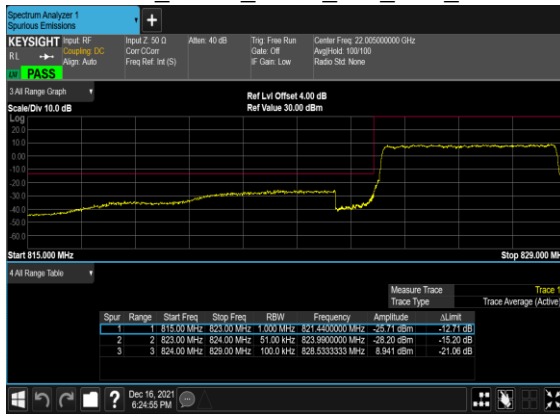 Spectrum Analyzer 1
Spurious Emissions
+
KEYSIGHT Input: RF Input Z: 50 Ω Atten: 40 dB Trig: Free Run Center Freq: 22.005000000 GHz
RL Coupling: DC Corr CCorr Gate: Off Avg|Hold: 100/100
Align: Auto Freq Ref: Int (S) IF Gain: Low Radio Std: None
PASS
3 All Range Graph Ref Lvl Offset 4.00 dB
Scale/Div 10.0 dB Ref Value 30.00 dBm
Log
20.0
10.0
0.00
-10.0
-20.0
-30.0
-40.0
-50.0
-60.0
Start 815.000 MHz Stop 829.000 MH
4 All Range Table
Measure Trace Trace 1
Trace Type Trace Average (Active)
Spur Range Start Freq Stop Freq RBW Frequency Amplitude ΔLimit
1 1 815.00 MHz 823.00 MHz 1.000 MHz 821.4400000 MHz -25.71 dBm -12.71 dB
2 2 823.00 MHz 824.00 MHz 51.00 kHz 823.9900000 MHz -28.20 dBm -15.20 dB
3 3 824.00 MHz 829.00 MHz 100.0 kHz 828.5333333 MHz 8.941 dBm -21.06 dB
? Dec 16, 2021
6:24:55 PM